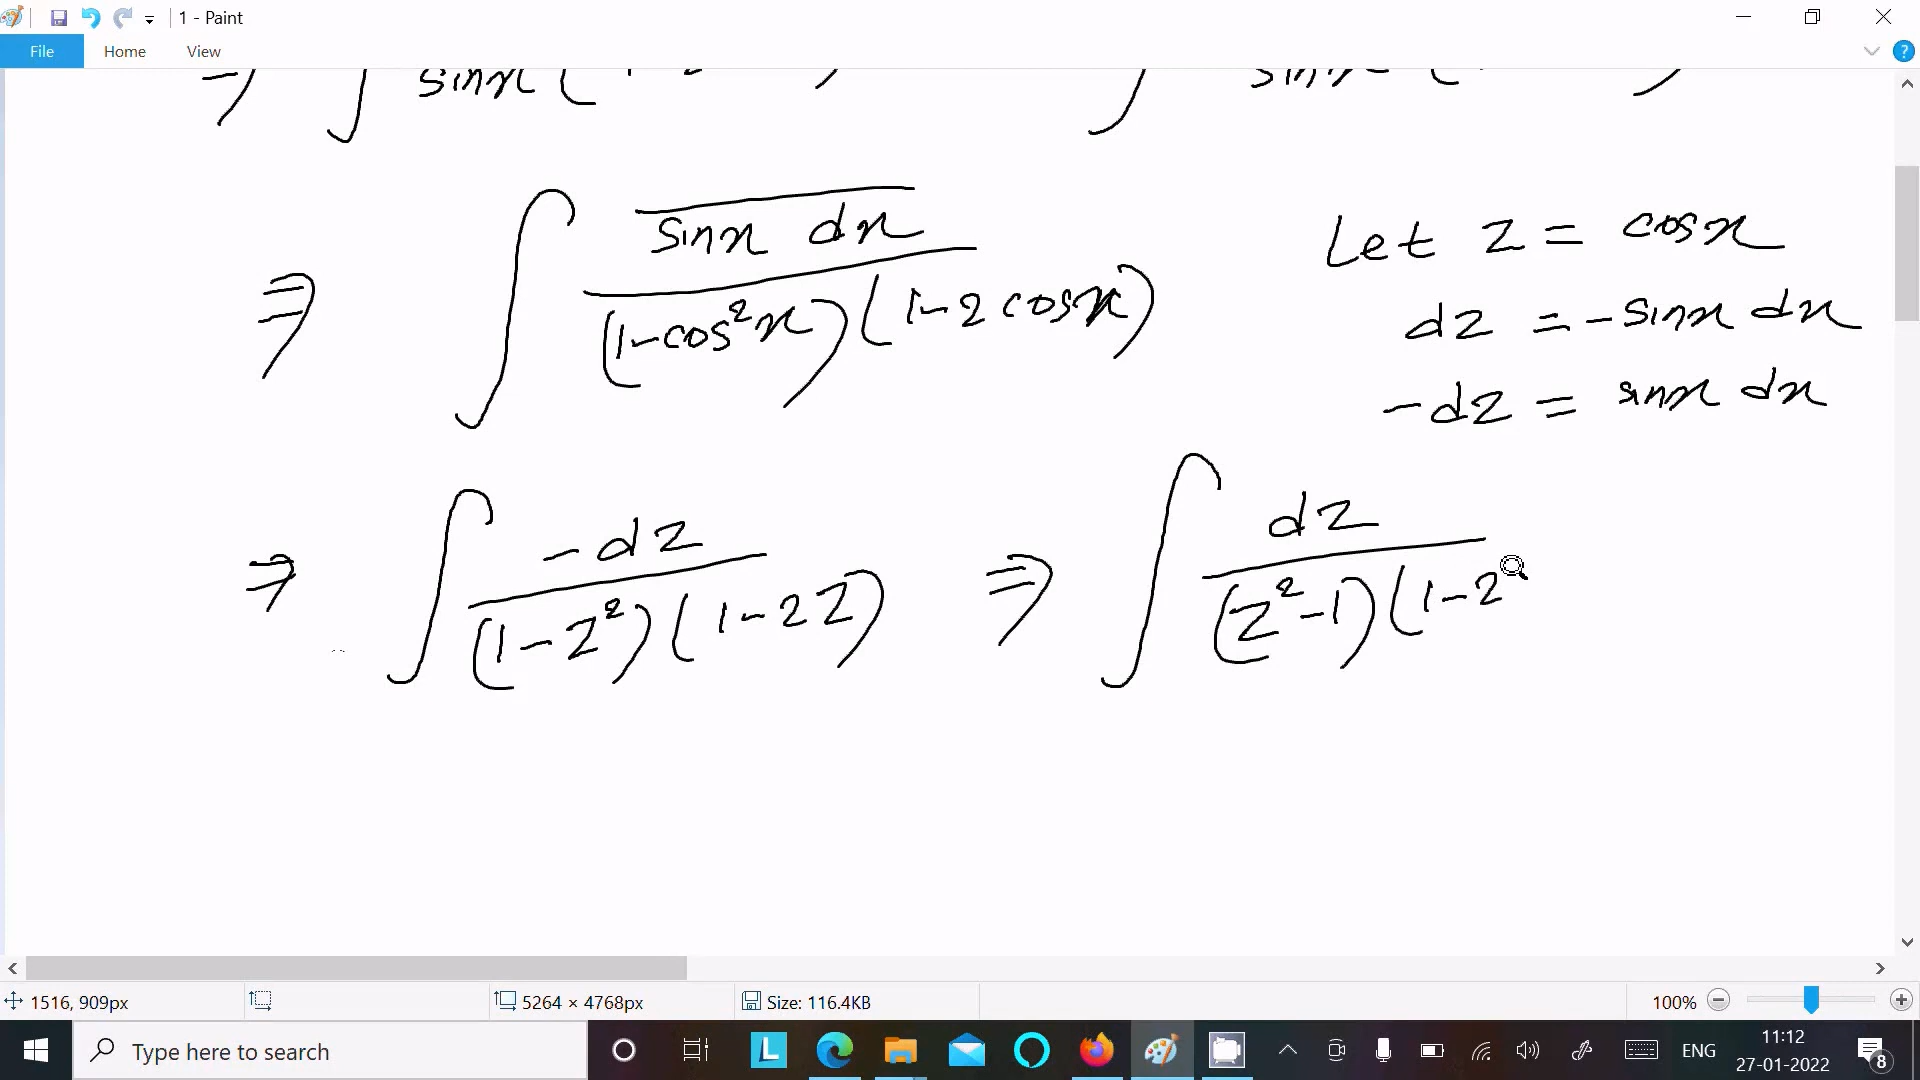 1 - Paint
File Home View
⇒ ∫ sinx ( ∫ sinx (
⇒ ∫ sinx dx / (1-cos²x)(1-2cosx) Let z = cosx
dz = -sinx dx
-dz = sinx dx
⇒ ∫ -dz / (1-z²)(1-2z) ⇒ ∫ dz / (z²-1)(1-2
1516, 909px 5264 × 4768px Size: 116.4KB 100%
Type here to search L ENG 11:12
27-01-2022 8